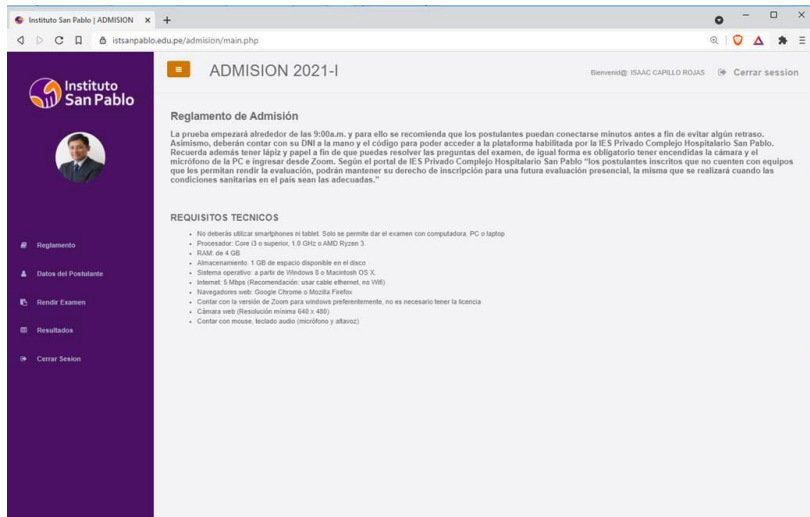 Instituto San Pablo | ADMISION
istsanpablo.edu.pe/admision/main.php
Instituto
San Pablo
ADMISION 2021-I
Bienvenid@: ISAAC CAPILLO ROJAS
Cerrar session
Reglamento de Admisión
La prueba empezará alrededor de las 9:00a.m. y para ello se recomienda que los postulantes puedan conectarse minutos antes a fin de evitar algún retraso.
Asimismo, deberán contar con su DNI a la mano y el código para poder acceder a la plataforma habilitada por la IES Privado Complejo Hospitalario San Pablo.
Recuerda además tener lápiz y papel a fin de que puedas resolver las preguntas del examen, de igual forma es obligatorio tener encendidas la cámara y el
micrófono de la PC e ingresar desde Zoom. Según el portal de IES Privado Complejo Hospitalario San Pablo "los postulantes inscritos que no cuenten con equipos
que les permitan rendir la evaluación, podrán mantener su derecho de inscripción para una futura evaluación presencial, la misma que se realizará cuando las
condiciones sanitarias en el país sean las adecuadas."
REQUISITOS TECNICOS
No deberás utilizar smartphones ni tablet. Solo se permite dar el examen con computadora, PC o laptop
Procesador: Core i3 o superior, 1.0 GHz o AMD Ryzen 3.
RAM: de 4 GB
Almacenamiento: 1 GB de espacio disponible en el disco
Sistema operativo: a partir de Windows 8 o Macintosh OS X.
Internet: 5 Mbps (Recomendación: usar cable ethernet, no Wifi)
Navegadores web: Google Chrome o Mozilla Firefox
Contar con la versión de Zoom para windows preferentemente, no es necesario tener la licencia
Cámara web (Resolución mínima 640 x 480)
Contar con mouse, teclado audio (micrófono y altavoz)
Reglamento
Datos del Postulante
Rendir Examen
Resultados
Cerrar Sesion